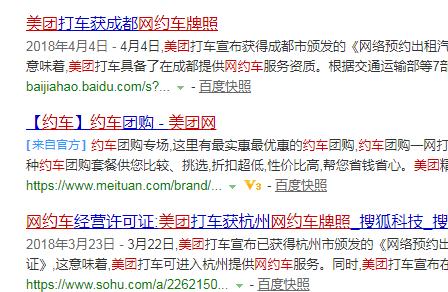 美团打车获成都网约车牌照
2018年4月4日 - 4月4日,美团打车宣布获得成都市颁发的《网络预约出租汽
意味着,美团打车具备了在成都提供网约车服务资质。根据交通运输部等7部
baijiahao.baidu.com/s?... - 百度快照
【约车】约车团购 - 美团网
[来自官方] 约车团购专场,这里有最实惠最优惠的约车团购,约车团购一网打
种约车团购套餐供您比较、挑选,折扣超低,性价比高,帮您省钱省心。美团精
https://www.meituan.com/brand/... V3 - 百度快照
网约车经营许可证:美团打车获杭州网约车牌照_搜狐科技_搜
2018年3月23日 - 3月22日,美团打车宣布已获得杭州市颁发的《网络预约出
证》,这意味着,美团打车可进入杭州提供网约车服务。同时,美团打车宣布在
https://www.sohu.com/a/2262150... - 百度快照